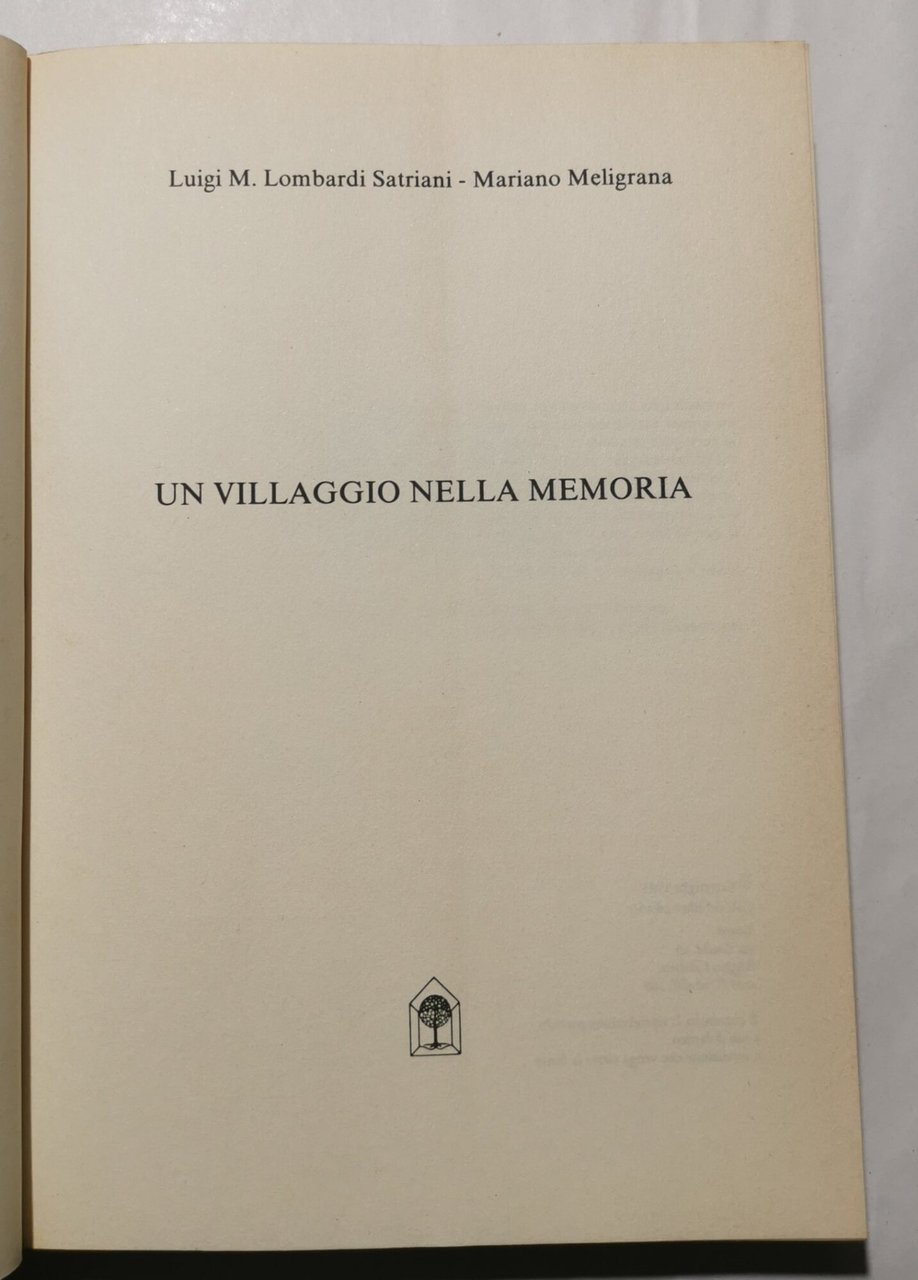 Luigi M. Lombardi Satriani - Mariano Meligrana
UN VILLAGGIO NELLA MEMORIA